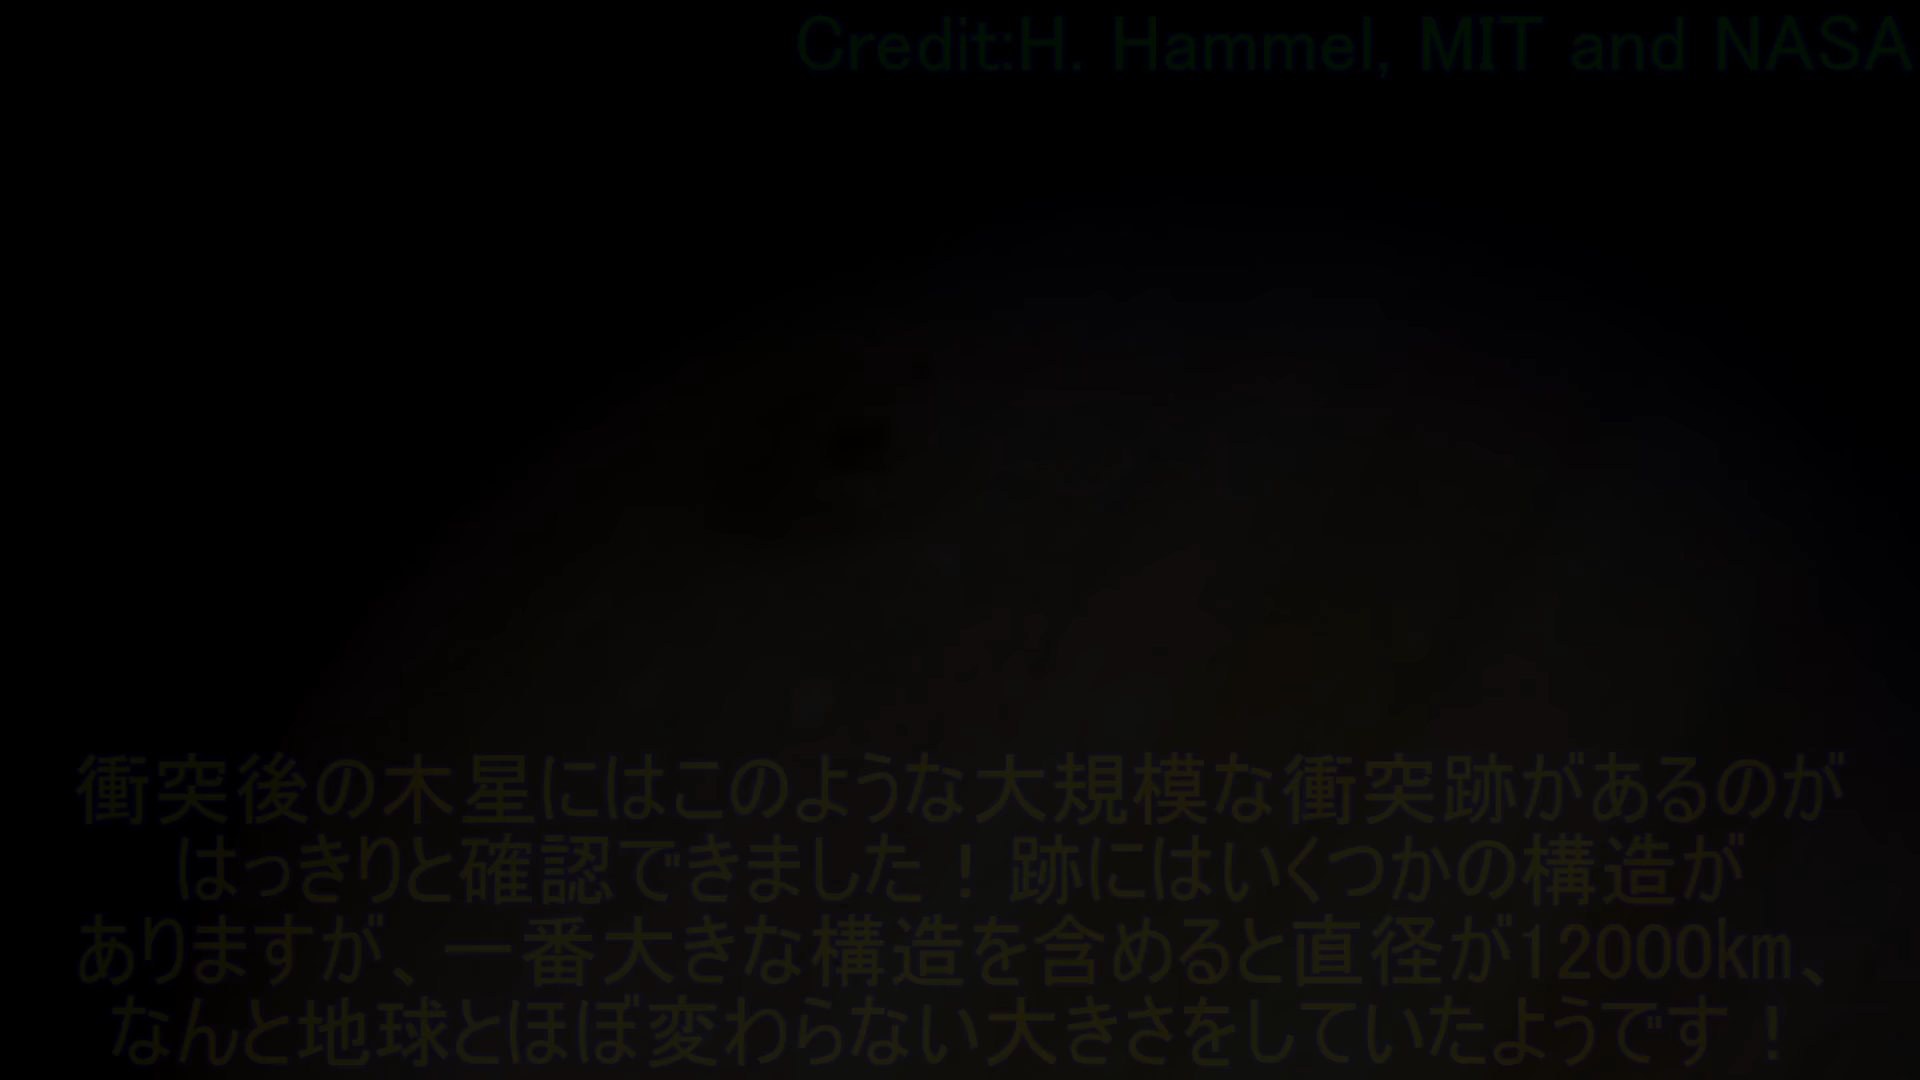 Credit:H. Hammel, MIT and NASA
衝突後の木星にはこのような大規模な衝突跡があるのが
はっきりと確認できました！跡にはいくつかの構造が
ありますが、一番大きな構造を含めると直径が12000km、
なんと地球とほぼ変わらない大きさをしていたようです！